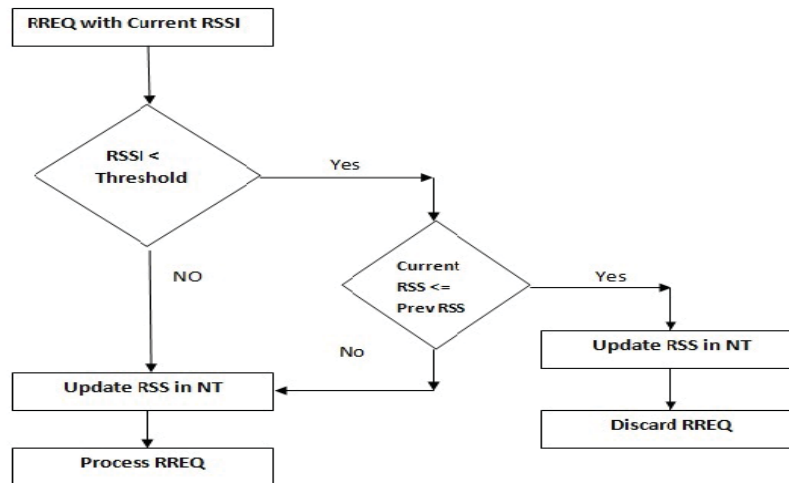 RREQ with Current RSSI
RSSI <
Threshold
Yes
NO
Current
RSS <=
Prev RSS
Yes
No
Update RSS in NT
Discard RREQ
Update RSS in NT
Process RREQ